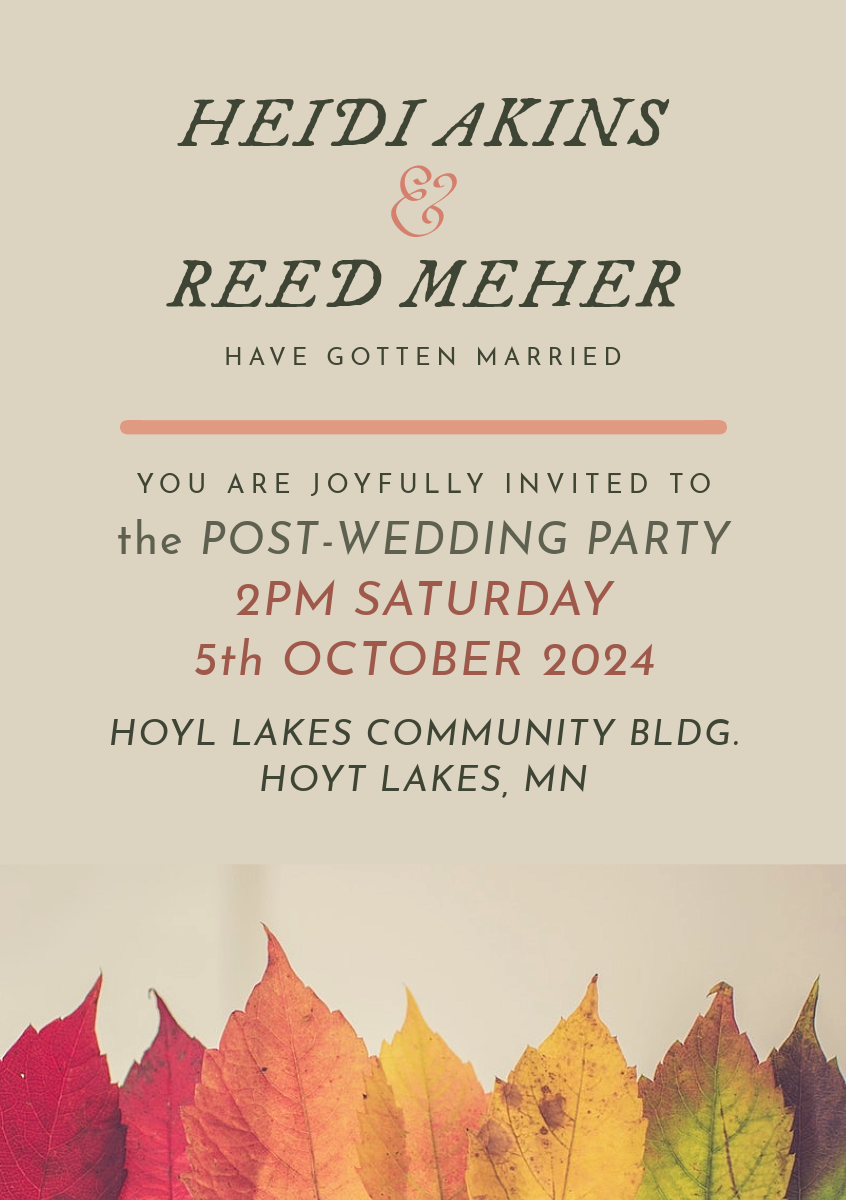 HEIDI AKINS
&
REED MEHER
HAVE GOTTEN MARRIED
YOU ARE JOYFULLY INVITED TO
the POST-WEDDING PARTY
2PM SATURDAY
5th OCTOBER 2024
HOYL LAKES COMMUNITY BLDG.
HOYT LAKES, MN